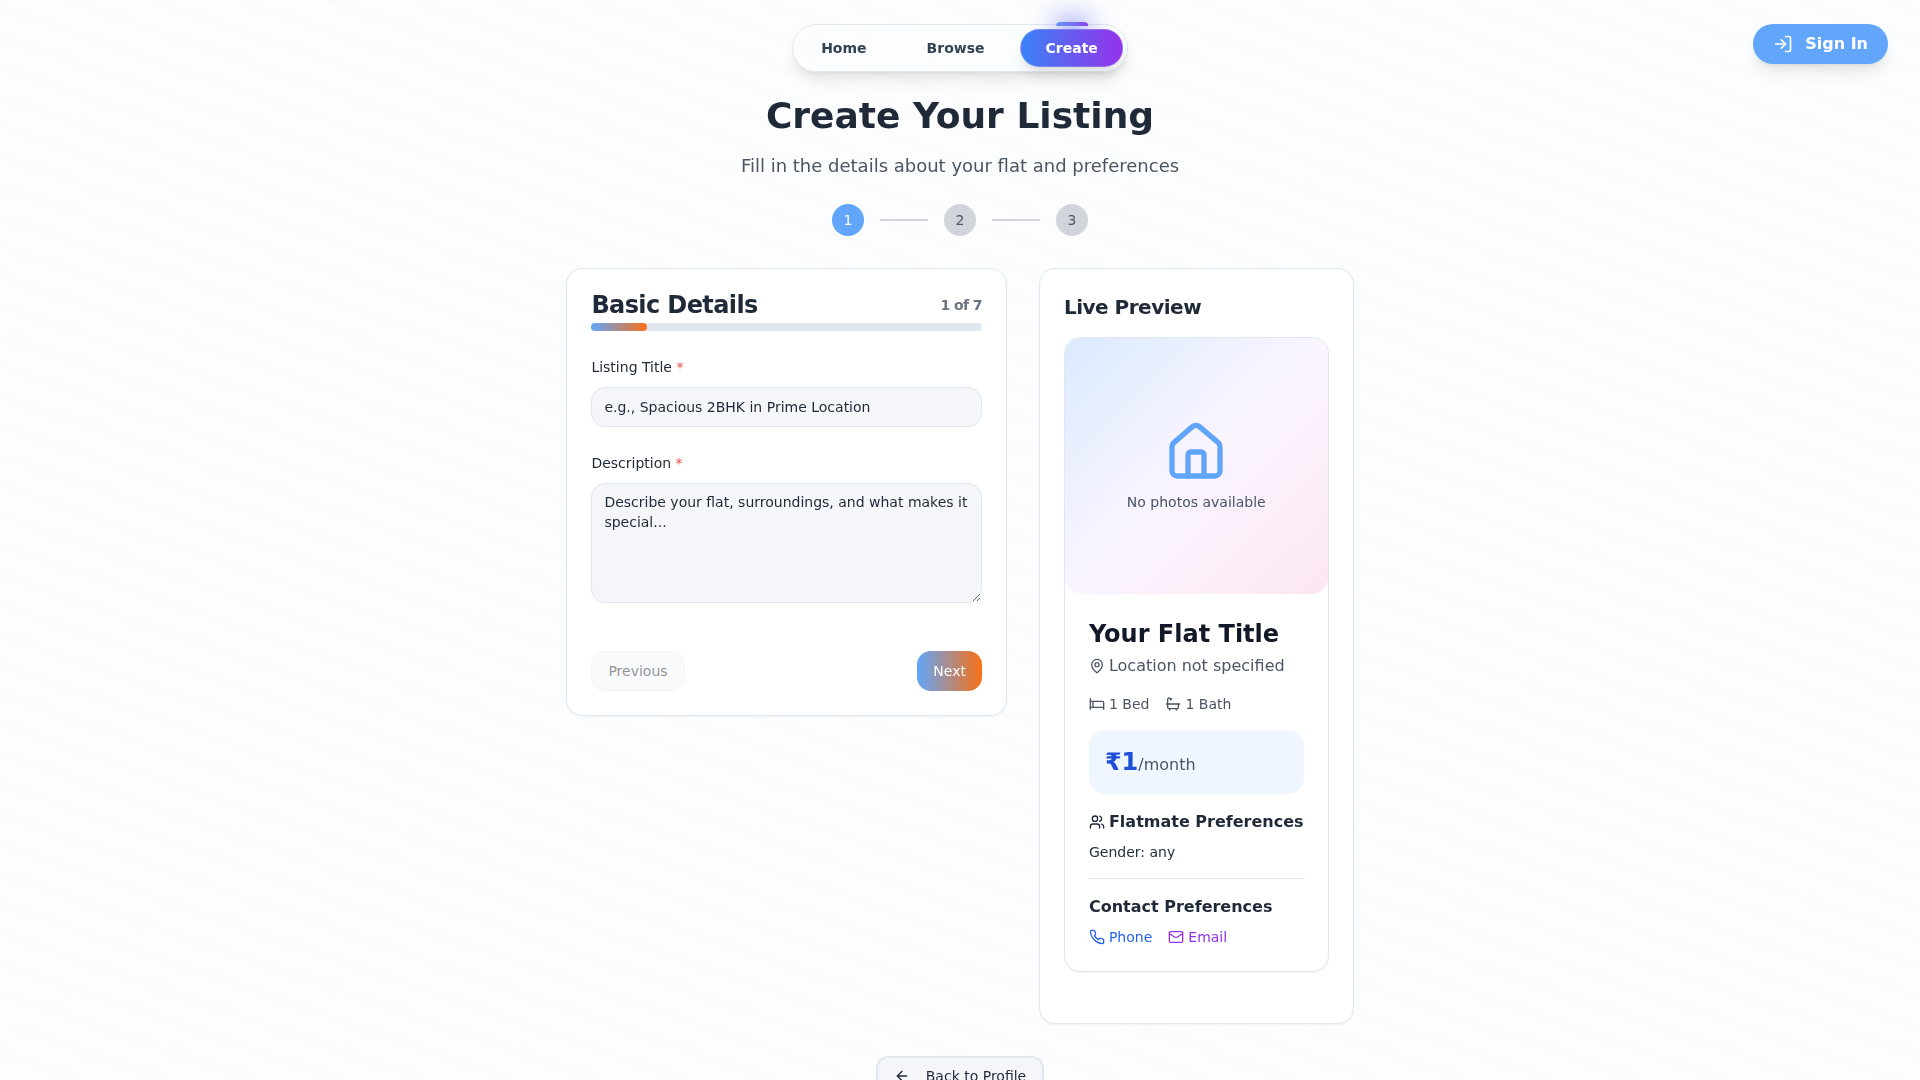 Home
Browse
Create
Sign In
Create Your Listing
Fill in the details about your flat and preferences
1
2
3
Basic Details
1 of 7
Listing Title *
e.g., Spacious 2BHK in Prime Location
Description *
Describe your flat, surroundings, and what makes it
special...
Previous
Next
Live Preview
No photos available
Your Flat Title
Location not specified
1 Bed
1 Bath
₹1/month
Flatmate Preferences
Gender: any
Contact Preferences
Phone
Email
Back to Profile